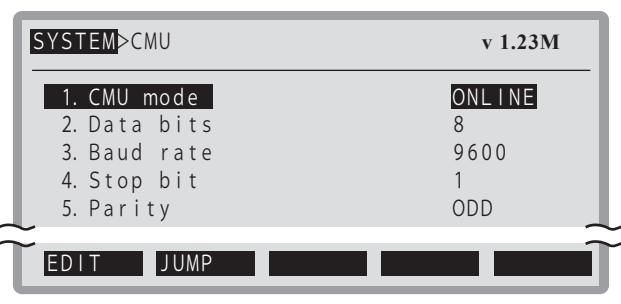 SYSTEM>CMU v 1.23M
1. CMU mode ONLINE
2. Data bits 8
3. Baud rate 9600
4. Stop bit 1
5. Parity ODD
EDIT JUMP